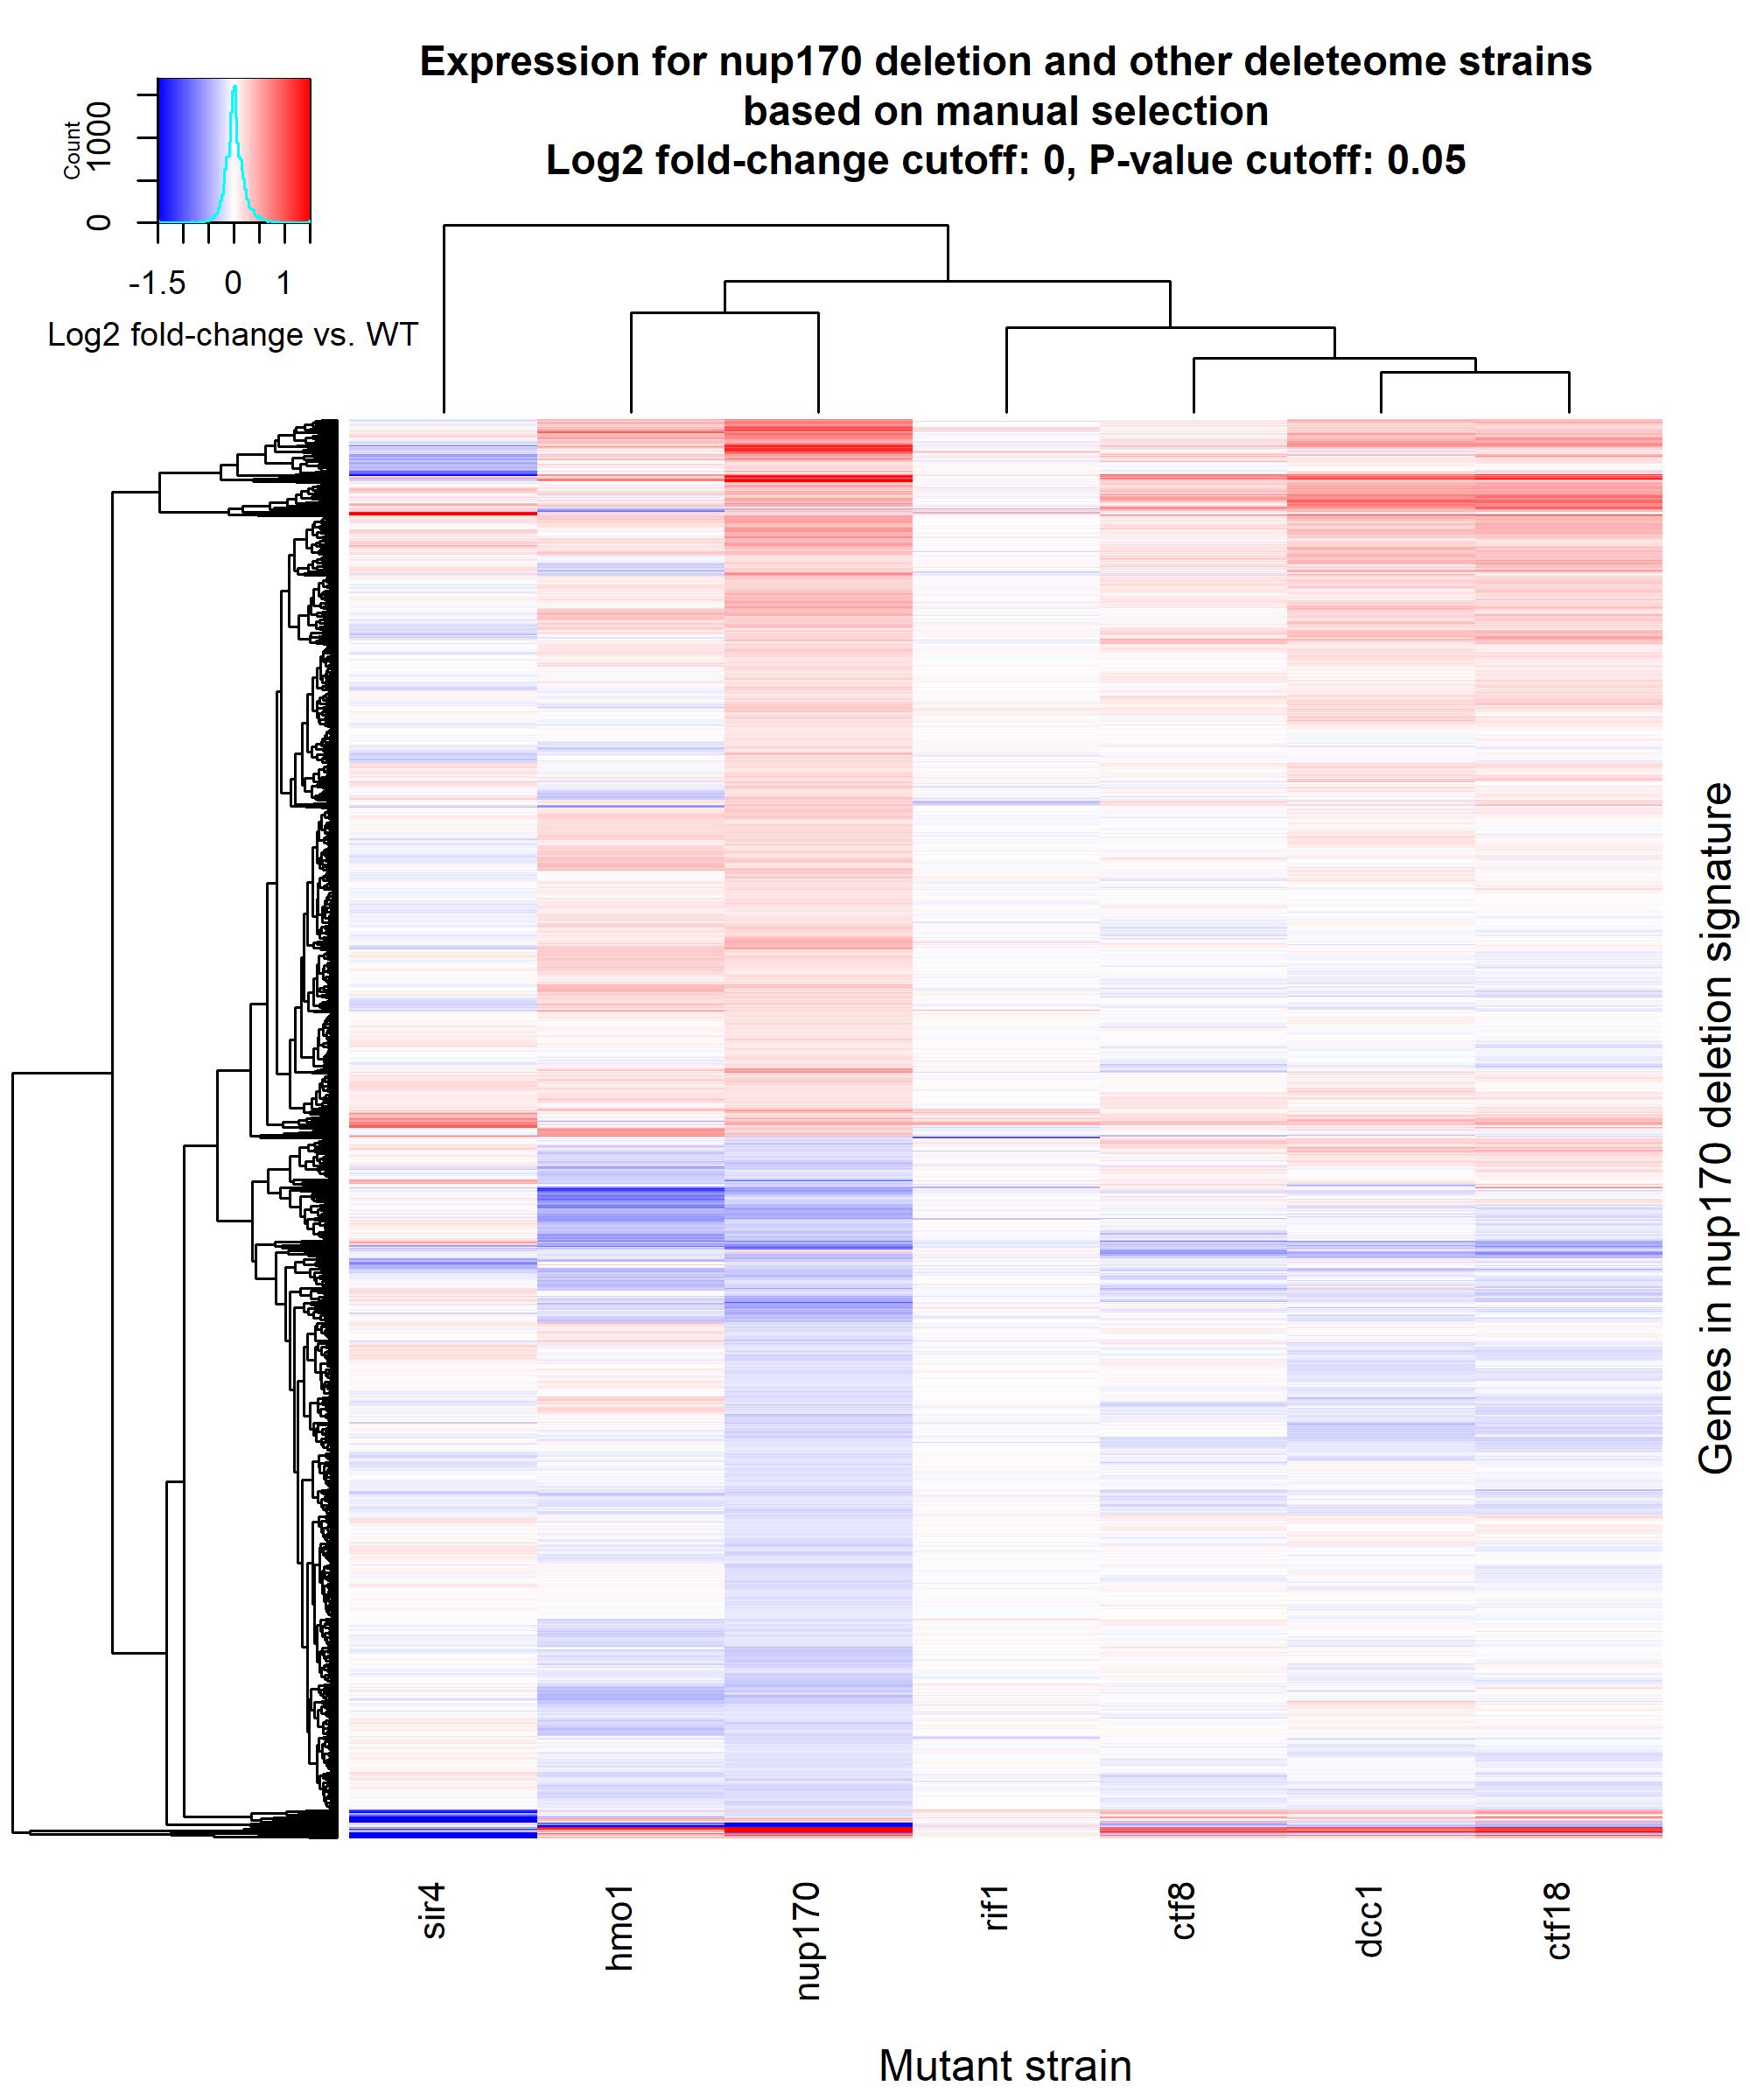 Expression for nup170 deletion and other deleteome strains
based on manual selection
Log2 fold-change cutoff: 0, P-value cutoff: 0.05
Count
0 1000
-1.5 0 1
Log2 fold-change vs. WT
Genes in nup170 deletion signature
sir4 hmo1 nup170 rif1 ctf8 dcc1 ctf18
Mutant strain